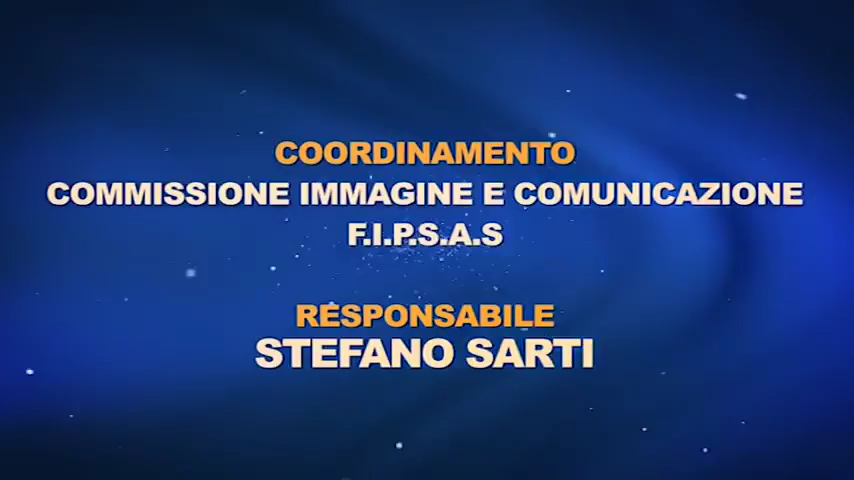 COORDINAMENTO
COMMISSIONE IMMAGINE E COMUNICAZIONE
F.I.P.S.A.S
RESPONSABILE
STEFANO SARTI